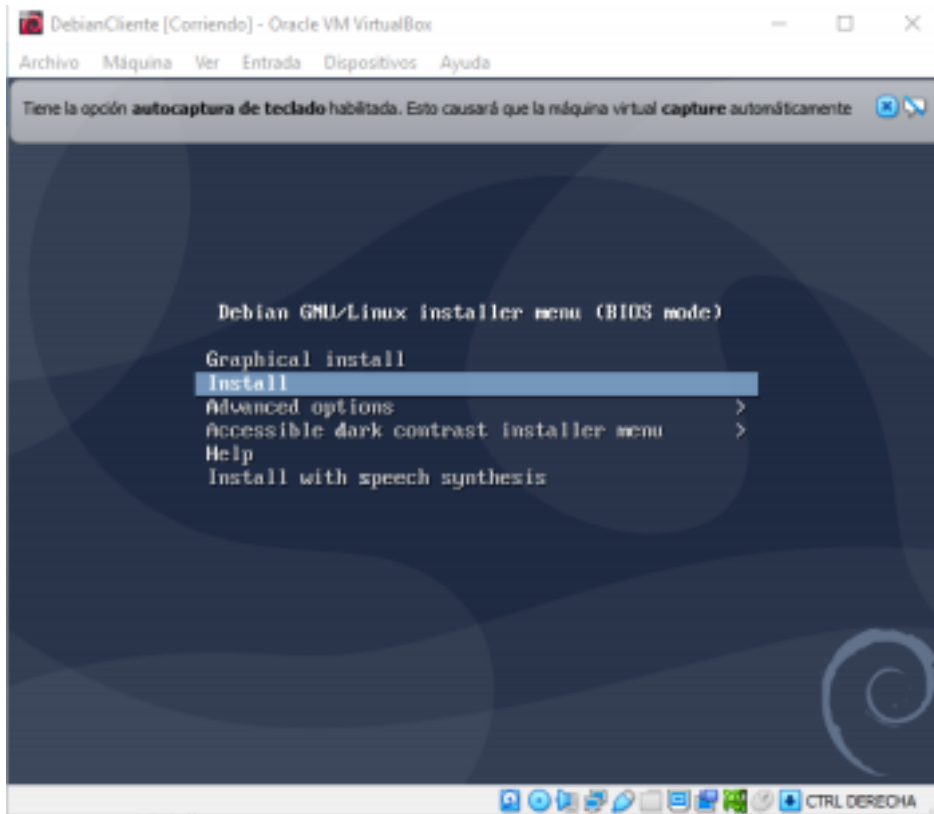 DebianCliente [Corriendo] - Oracle VM VirtualBox
Archivo Máquina Ver Entrada Dispositivos Ayuda
Tiene la opción autocaptura de teclado habilitada. Esto causará que la máquina virtual capture automáticamente
Debian GNU/Linux installer menu (BIOS mode)
Graphical install
Install
Advanced options >
Accessible dark contrast installer menu >
Help
Install with speech synthesis
CTRL DERECHA